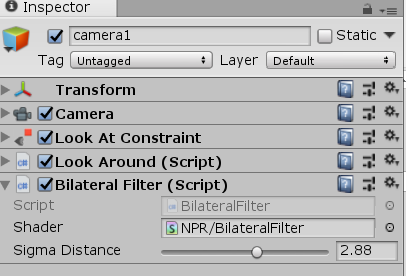 Inspector
camera1 Static
Tag Untagged Layer Default
Transform
Camera
Look At Constraint
c# Look Around (Script)
c# Bilateral Filter (Script)
Script c# BilateralFilter
Shader S NPR/BilateralFilter
Sigma Distance 2.88